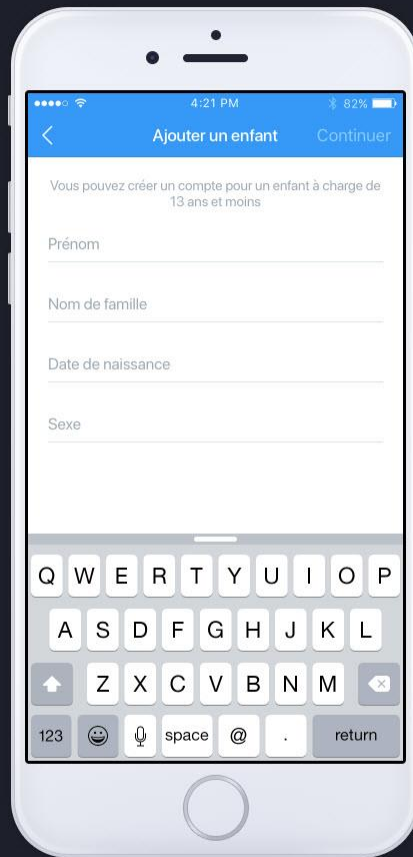 4:21 PM 82%
Ajouter un enfant Continuer
Vous pouvez créer un compte pour un enfant à charge de
13 ans et moins
Prénom
Nom de famille
Date de naissance
Sexe
Q W E R T Y U I O P
A S D F G H J K L
Z X C V B N M
123 space @ . return